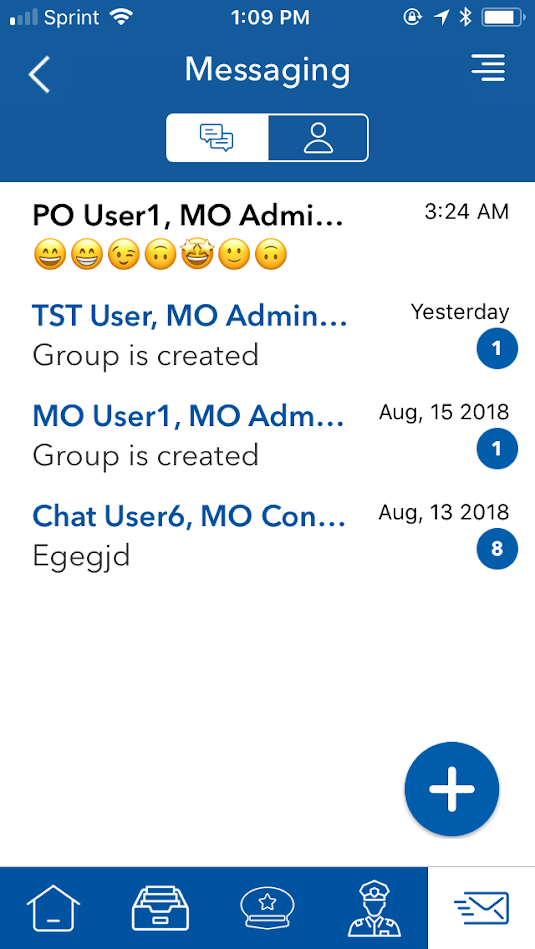 Sprint 1:09 PM
Messaging
PO User1, MO Admi... 3:24 AM
😄😁😉🙃🤩🙂🙃
TST User, MO Admin... Yesterday
Group is created 1
MO User1, MO Adm... Aug, 15 2018
Group is created 1
Chat User6, MO Con... Aug, 13 2018
Egegjd 8